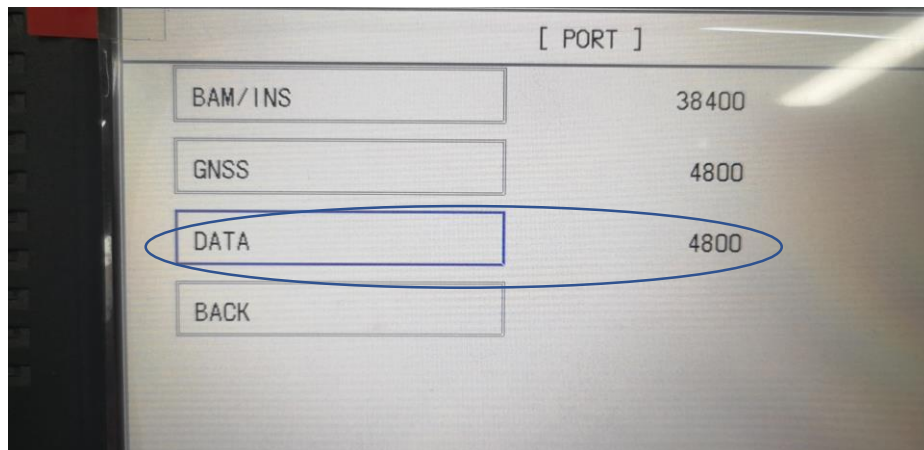 [ PORT ]
BAM/INS 38400
GNSS 4800
DATA 4800
BACK